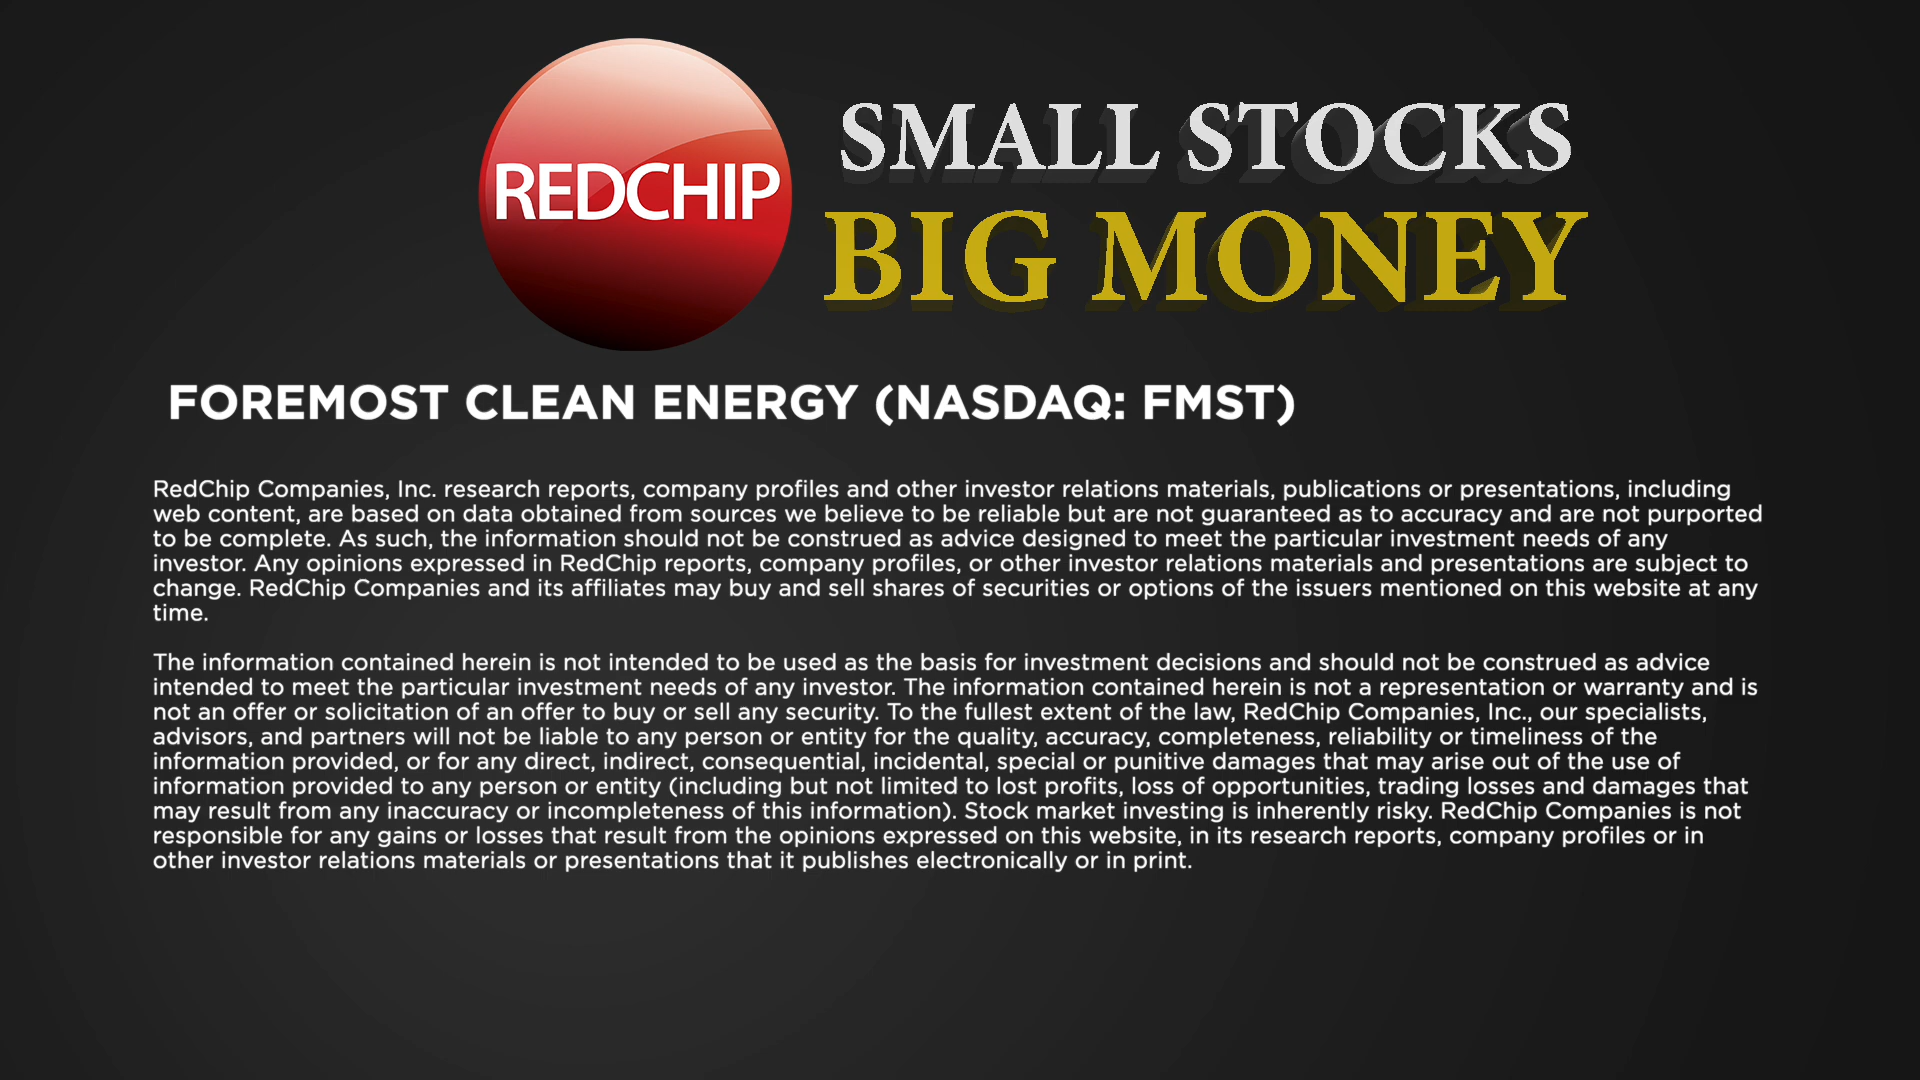 REDCHIP
SMALL STOCKS
BIG MONEY
FOREMOST CLEAN ENERGY (NASDAQ: FMST)
RedChip Companies, Inc. research reports, company profiles and other investor relations materials, publications or presentations, including
web content, are based on data obtained from sources we believe to be reliable but are not guaranteed as to accuracy and are not purported
to be complete. As such, the information should not be construed as advice designed to meet the particular investment needs of any
investor. Any opinions expressed in RedChip reports, company profiles, or other investor relations materials and presentations are subject to
change. RedChip Companies and its affiliates may buy and sell shares of securities or options of the issuers mentioned on this website at any
time.
The information contained herein is not intended to be used as the basis for investment decisions and should not be construed as advice
intended to meet the particular investment needs of any investor. The information contained herein is not a representation or warranty and is
not an offer or solicitation of an offer to buy or sell any security. To the fullest extent of the law, RedChip Companies, Inc., our specialists,
advisors, and partners will not be liable to any person or entity for the quality, accuracy, completeness, reliability or timeliness of the
information provided, or for any direct, indirect, consequential, incidental, special or punitive damages that may arise out of the use of
information provided to any person or entity (including but not limited to lost profits, loss of opportunities, trading losses and damages that
may result from any inaccuracy or incompleteness of this information). Stock market investing is inherently risky. RedChip Companies is not
responsible for any gains or losses that result from the opinions expressed on this website, in its research reports, company profiles or in
other investor relations materials or presentations that it publishes electronically or in print.